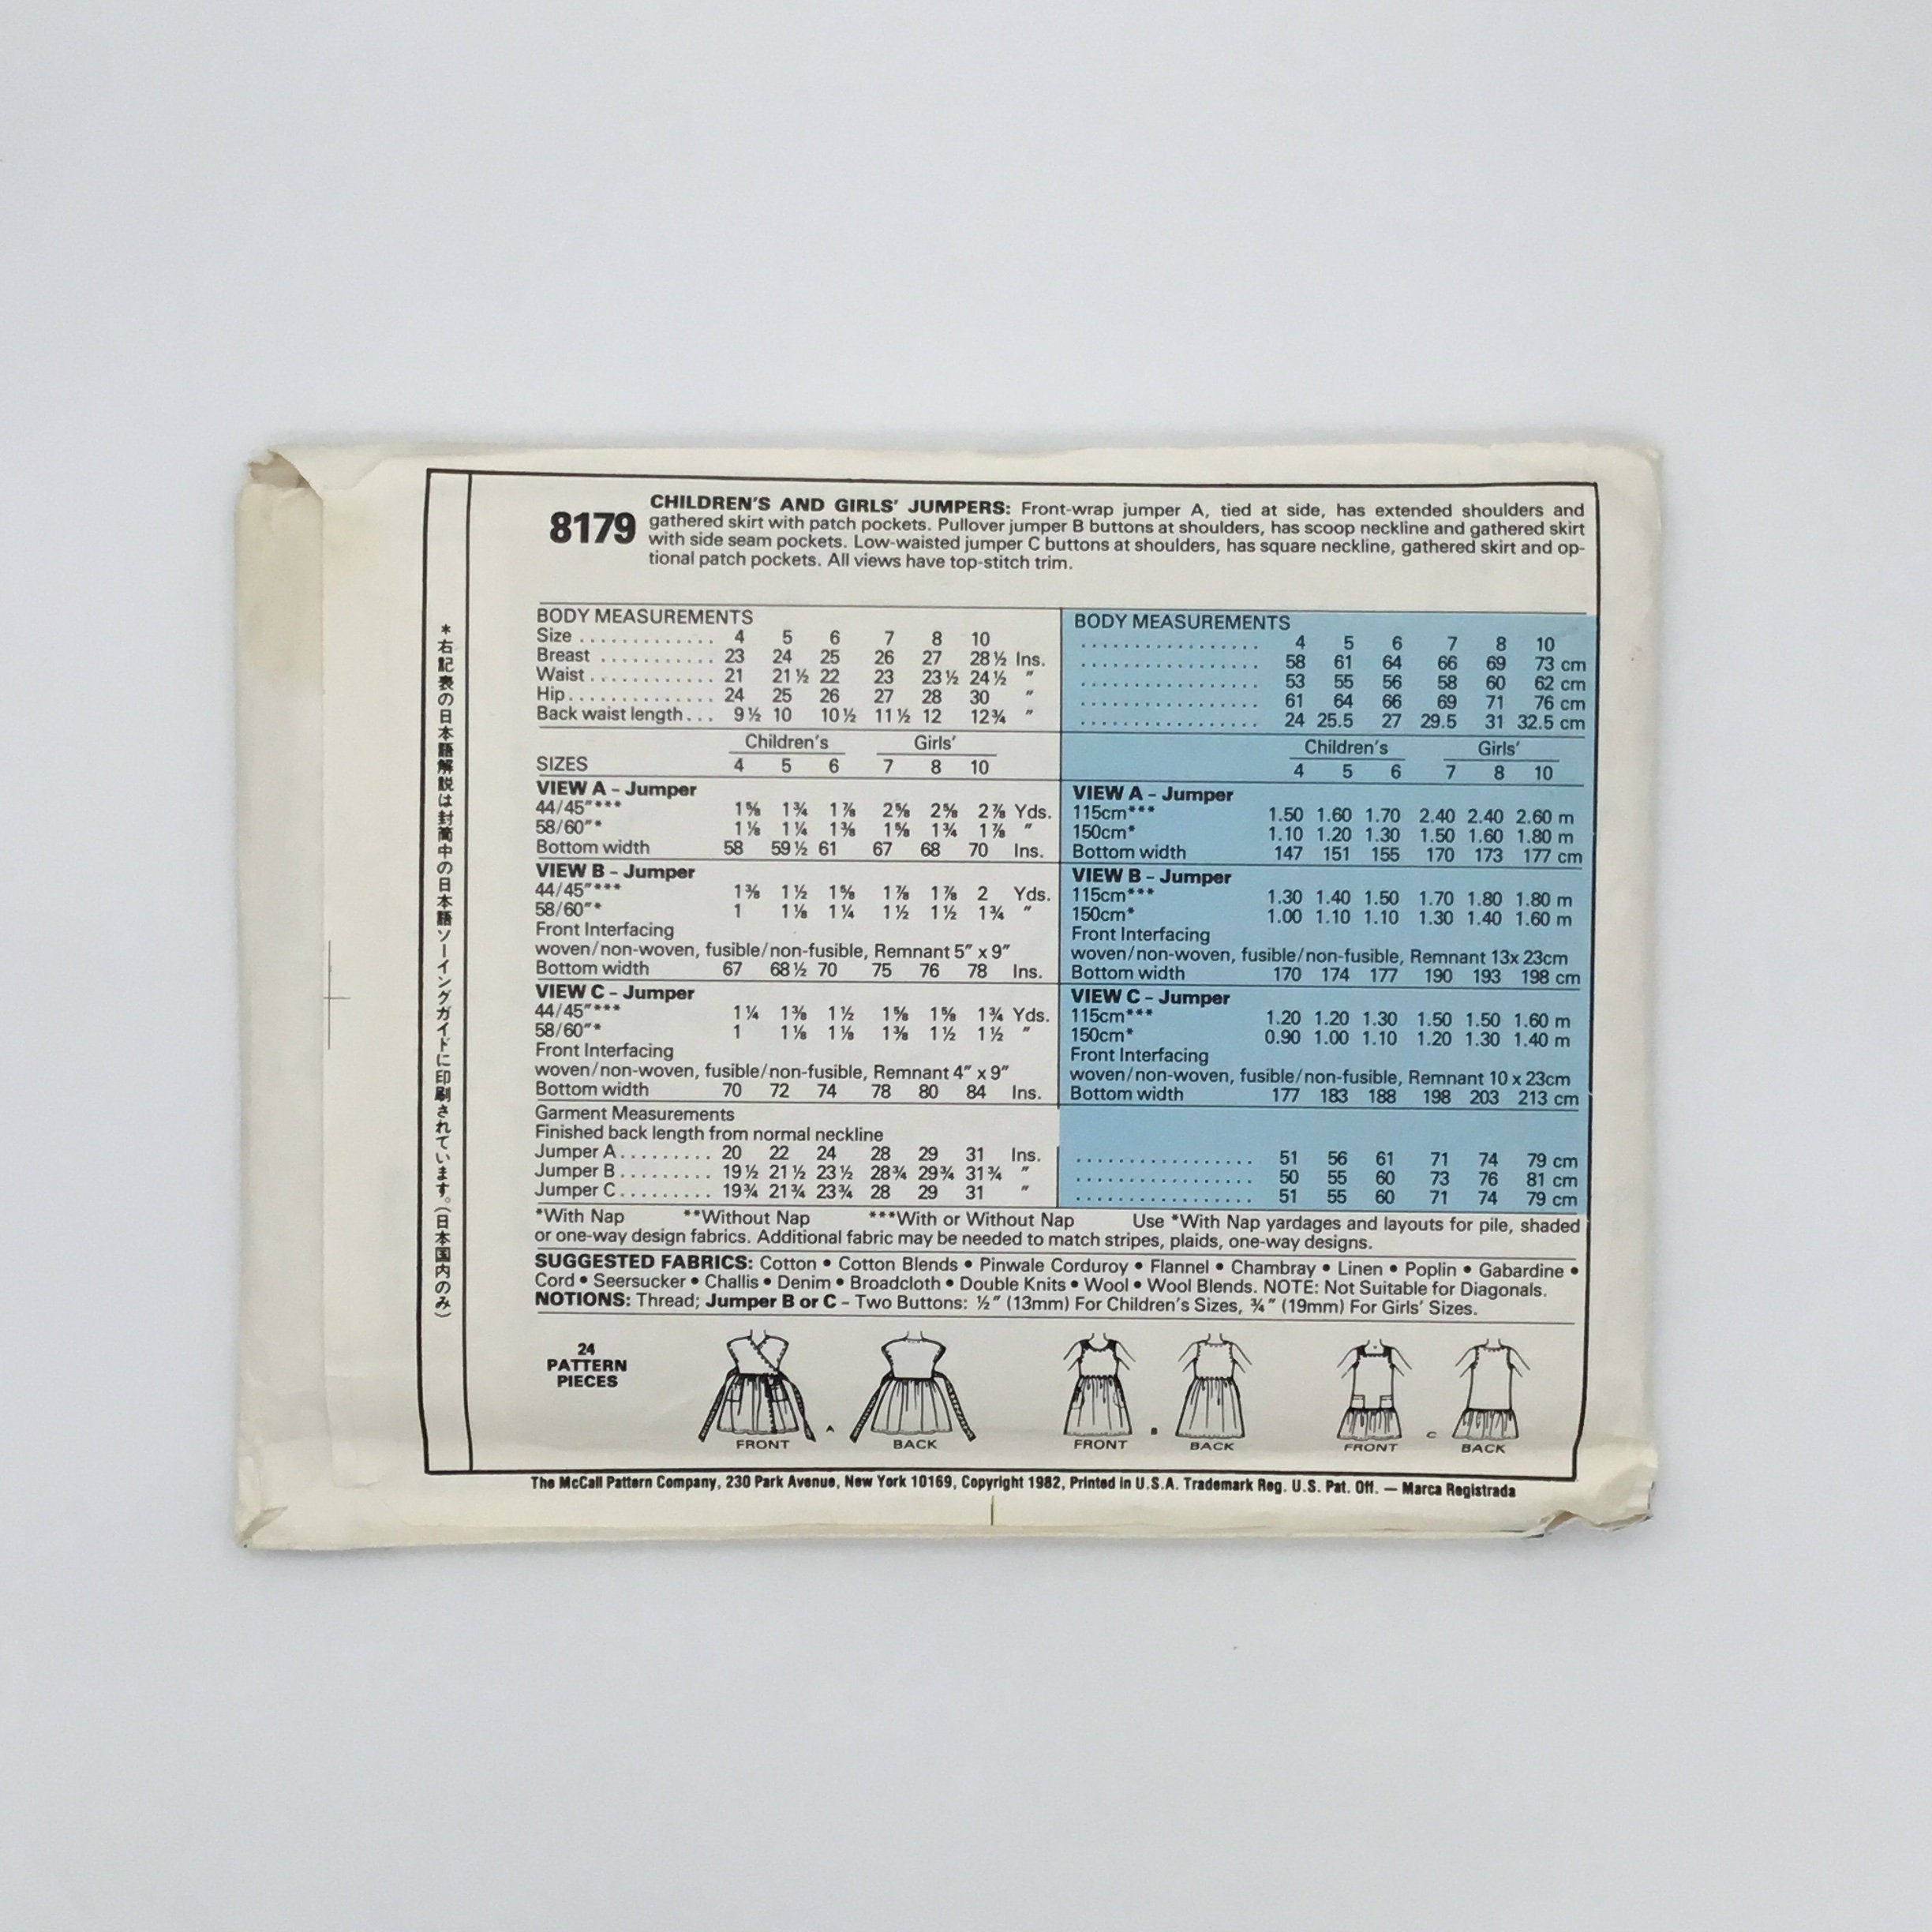 8179
CHILDREN'S AND GIRLS' JUMPERS: Front-wrap jumper A, tied at side, has extended shoulders and
gathered skirt with patch pockets. Pullover jumper B buttons at shoulders, has scoop neckline and gathered skirt
with side seam pockets. Low-waisted jumper C buttons at shoulders, has square neckline, gathered skirt and op-
tional patch pockets. All views have top-stitch trim.
*右記表の日本語解説は封筒中の日本語ソーイングガイドに印刷されています。(日本国内のみ)
BODY MEASUREMENTS
Size ............. 4 5 6 7 8 10
Breast ........... 23 24 25 26 27 28½ Ins.
Waist ............ 21 21½ 22 23 23½ 24½ "
Hip ............... 24 25 26 27 28 30 "
Back waist length... 9½ 10 10½ 11½ 12 12¾ "
Children's Girls'
SIZES 4 5 6 7 8 10
VIEW A – Jumper
44/45"*** 1⅝ 1¾ 1⅞ 2⅝ 2⅝ 2⅞ Yds.
58/60"* 1⅛ 1¼ 1⅜ 1⅝ 1¾ 1⅞ "
Bottom width 58 59½ 61 67 68 70 Ins.
VIEW B – Jumper
44/45"*** 1⅜ 1½ 1⅝ 1⅞ 1⅞ 2 Yds.
58/60"* 1 1⅛ 1¼ 1½ 1½ 1¾ "
Front Interfacing
woven/non-woven, fusible/non-fusible, Remnant 5" x 9"
Bottom width 67 68½ 70 75 76 78 Ins.
VIEW C – Jumper
44/45"*** 1¼ 1⅜ 1½ 1⅝ 1⅝ 1¾ Yds.
58/60"* 1 1⅛ 1⅛ 1⅜ 1½ 1½ "
Front Interfacing
woven/non-woven, fusible/non-fusible, Remnant 4" x 9"
Bottom width 70 72 74 78 80 84 Ins.
Garment Measurements
Finished back length from normal neckline
Jumper A ......... 20 22 24 28 29 31 Ins.
Jumper B ......... 19½ 21½ 23½ 28¾ 29¾ 31¾ "
Jumper C ......... 19¾ 21¾ 23¾ 28 29 31 "
BODY MEASUREMENTS
................. 4 5 6 7 8 10
................. 58 61 64 66 69 73 cm
................. 53 55 56 58 60 62 cm
................. 61 64 66 69 71 76 cm
................. 24 25.5 27 29.5 31 32.5 cm
Children's Girls'
4 5 6 7 8 10
VIEW A – Jumper
115cm*** 1.50 1.60 1.70 2.40 2.40 2.60 m
150cm* 1.10 1.20 1.30 1.50 1.60 1.80 m
Bottom width 147 151 155 170 173 177 cm
VIEW B – Jumper
115cm*** 1.30 1.40 1.50 1.70 1.80 1.80 m
150cm* 1.00 1.10 1.10 1.30 1.40 1.60 m
Front Interfacing
woven/non-woven, fusible/non-fusible, Remnant 13x 23cm
Bottom width 170 174 177 190 193 198 cm
VIEW C – Jumper
115cm*** 1.20 1.20 1.30 1.50 1.50 1.60 m
150cm* 0.90 1.00 1.10 1.20 1.30 1.40 m
Front Interfacing
woven/non-woven, fusible/non-fusible, Remnant 10 x 23cm
Bottom width 177 183 188 198 203 213 cm
................. 51 56 61 71 74 79 cm
................. 50 55 60 73 76 81 cm
................. 51 55 60 71 74 79 cm
*With Nap **Without Nap ***With or Without Nap Use *With Nap yardages and layouts for pile, shaded
or one-way design fabrics. Additional fabric may be needed to match stripes, plaids, one-way designs.
SUGGESTED FABRICS: Cotton • Cotton Blends • Pinwale Corduroy • Flannel • Chambray • Linen • Poplin • Gabardine •
Cord • Seersucker • Challis • Denim • Broadcloth • Double Knits • Wool • Wool Blends. NOTE: Not Suitable for Diagonals.
NOTIONS: Thread; Jumper B or C – Two Buttons: ½" (13mm) For Children's Sizes, ¾" (19mm) For Girls' Sizes.
24
PATTERN
PIECES
FRONT A BACK FRONT B BACK FRONT C BACK
The McCall Pattern Company, 230 Park Avenue, New York 10169, Copyright 1982, Printed in U.S.A. Trademark Reg. U.S. Pat. Off. — Marca Registrada